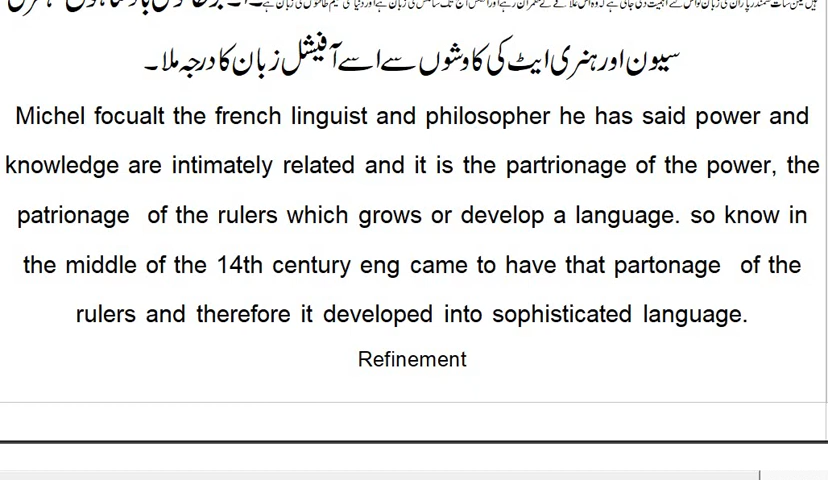 سیون اور ہنری ایٹ کی کاوشوں سے اسے آفیشل زبان کا درجہ ملا۔
Michel focualt the french linguist and philosopher he has said power and
knowledge are intimately related and it is the partrionage of the power, the
patrionage of the rulers which grows or develop a language. so know in
the middle of the 14th century eng came to have that partonage of the
rulers and therefore it developed into sophisticated language.
Refinement